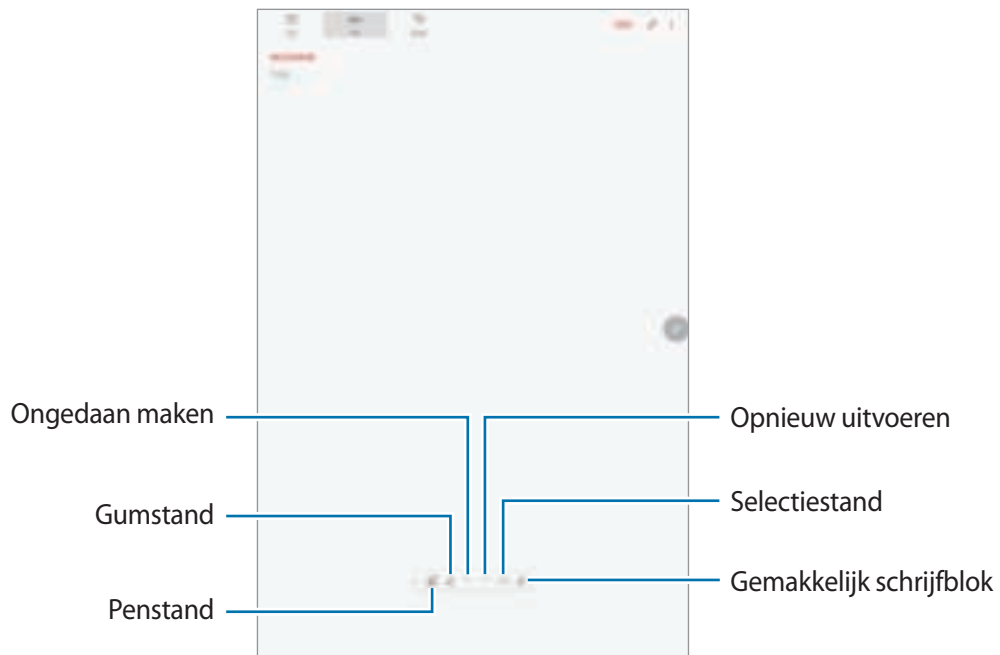 Ongedaan maken
Opnieuw uitvoeren
Gumstand
Selectiestand
Gemakkelijk schrijfblok
Penstand